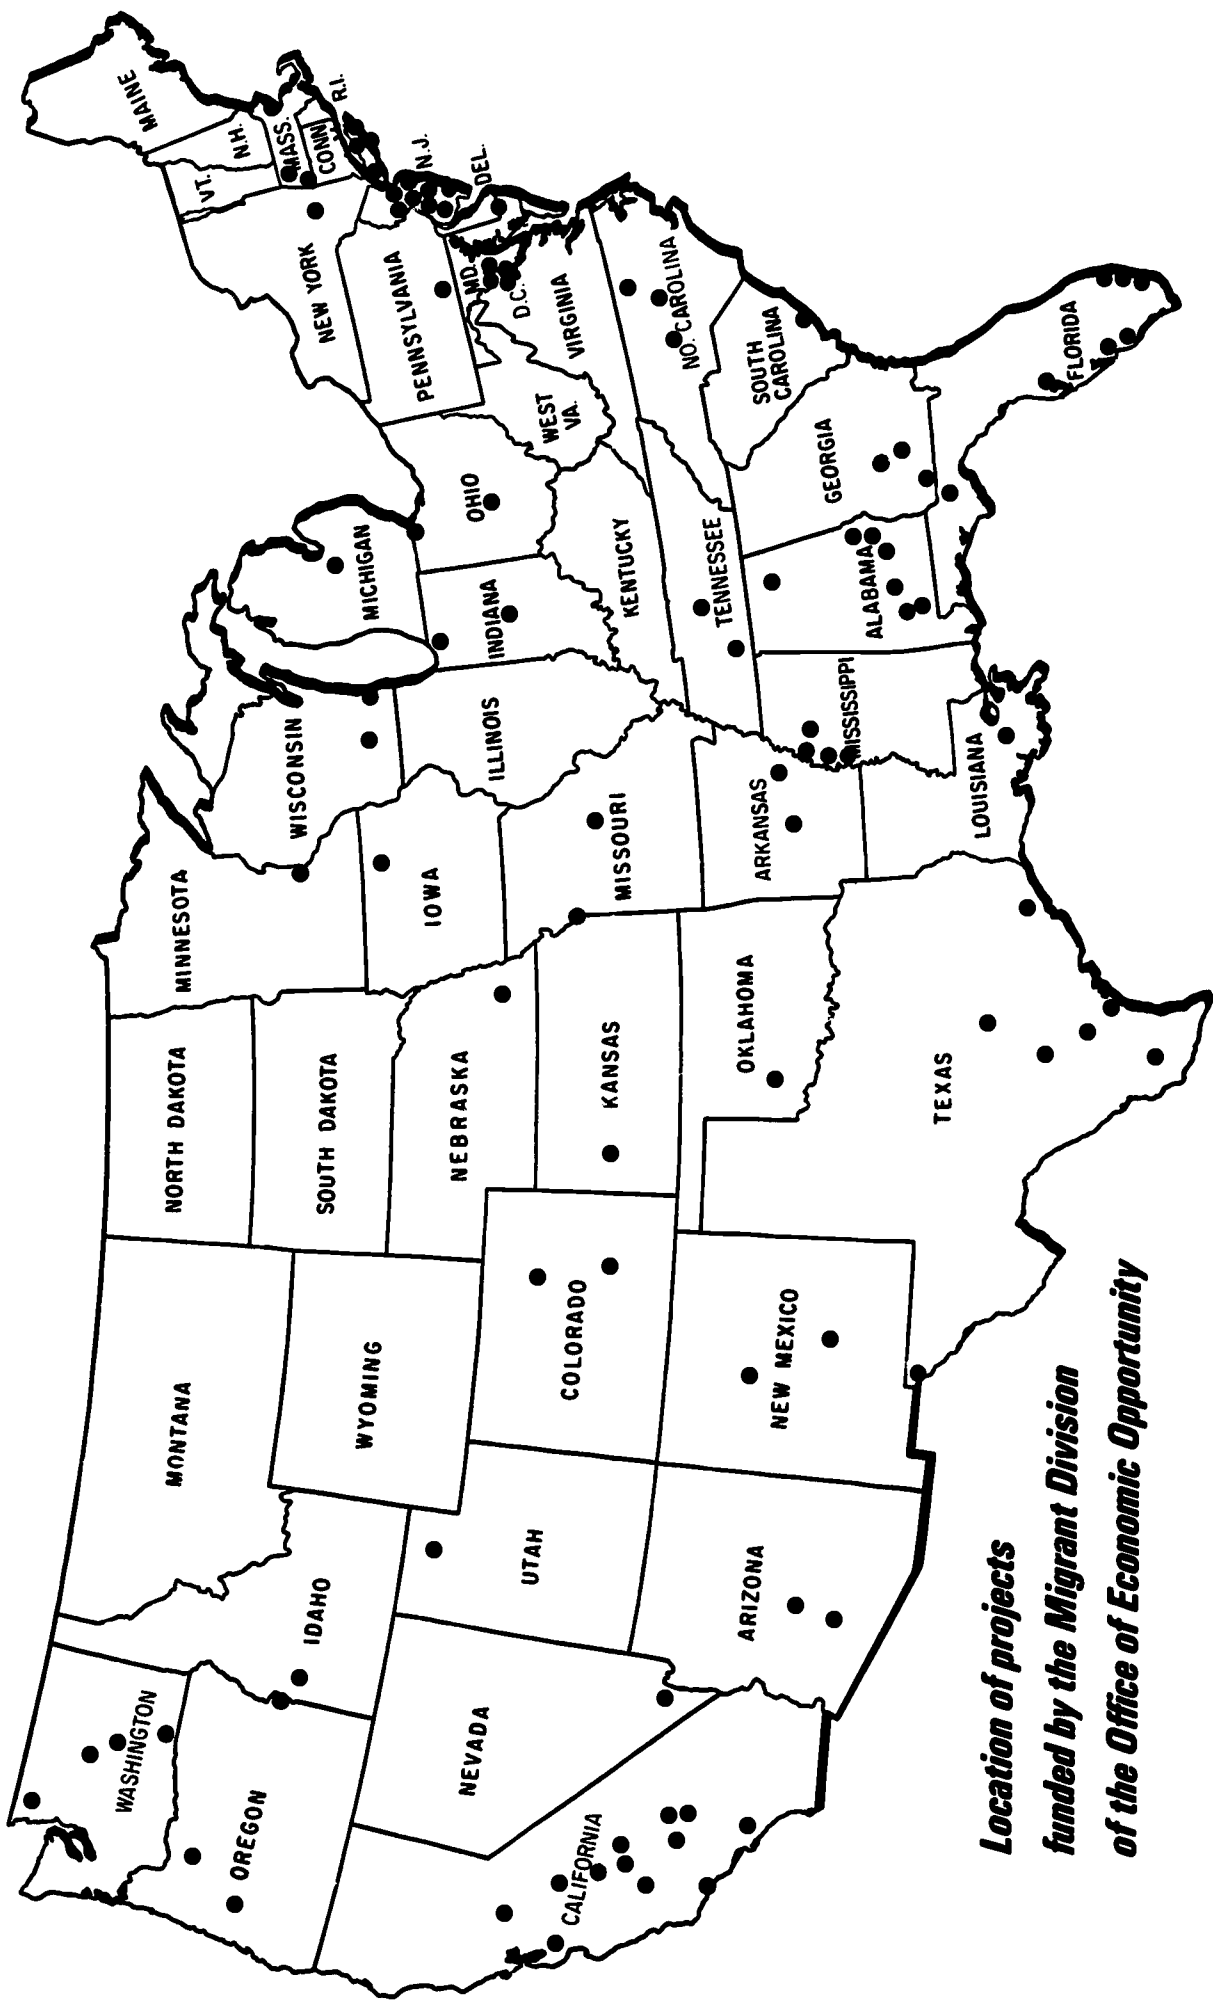 WASHINGTON
OREGON
CALIFORNIA
NEVADA
IDAHO
MONTANA
WYOMING
UTAH
ARIZONA
COLORADO
NEW MEXICO
NORTH DAKOTA
SOUTH DAKOTA
NEBRASKA
KANSAS
OKLAHOMA
TEXAS
MINNESOTA
IOWA
MISSOURI
ARKANSAS
LOUISIANA
WISCONSIN
ILLINOIS
MICHIGAN
INDIANA
OHIO
KENTUCKY
TENNESSEE
MISSISSIPPI
ALABAMA
GEORGIA
FLORIDA
SOUTH
CAROLINA
NO. CAROLINA
VIRGINIA
WEST
VA.
PENNSYLVANIA
NEW YORK
MD.
D.C.
DEL.
N.J.
VT.
N.H.
MAINE
MASS.
CONN
R.I.
Location of projects
funded by the Migrant Division
of the Office of Economic Opportunity